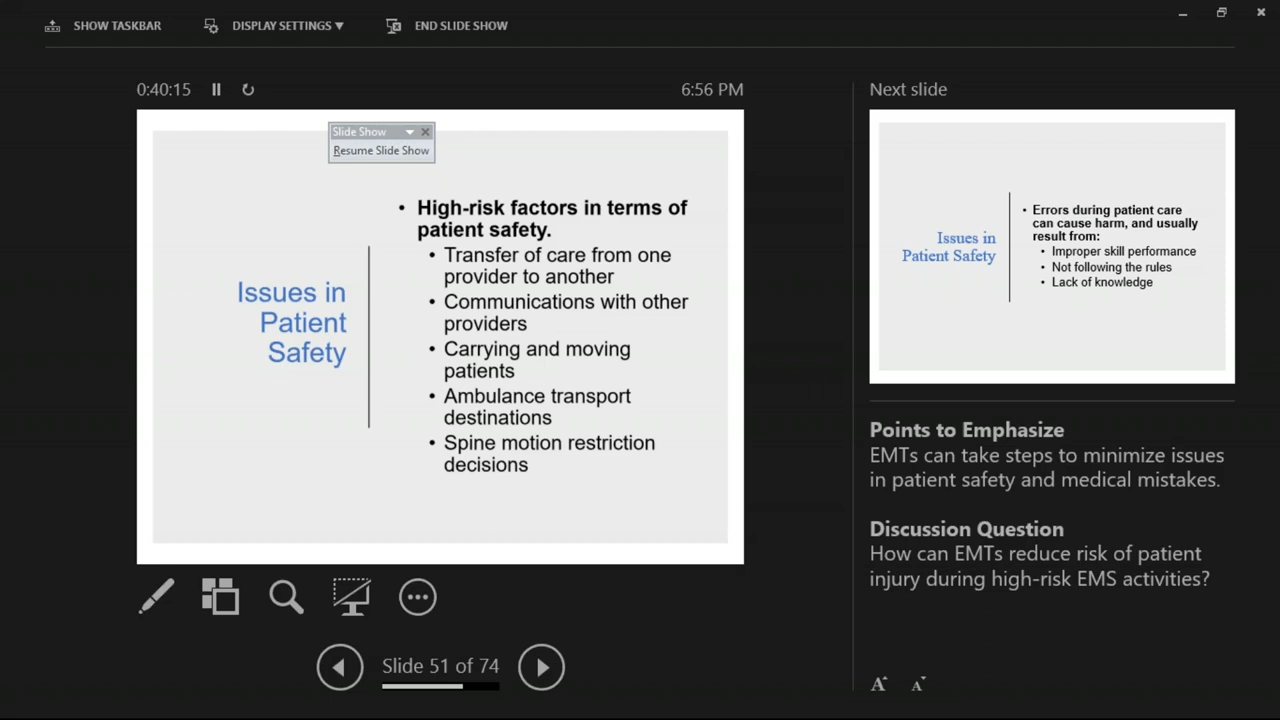 SHOW TASKBAR
DISPLAY SETTINGS ▼
END SLIDE SHOW
0:40:15
6:56 PM
Slide Show
Resume Slide Show
Issues in
Patient
Safety
• High-risk factors in terms of
patient safety.
• Transfer of care from one
provider to another
• Communications with other
providers
• Carrying and moving
patients
• Ambulance transport
destinations
• Spine motion restriction
decisions
Slide 51 of 74
Next slide
Issues in
Patient Safety
• Errors during patient care
can cause harm, and usually
result from:
• Improper skill performance
• Not following the rules
• Lack of knowledge
Points to Emphasize
EMTs can take steps to minimize issues
in patient safety and medical mistakes.
Discussion Question
How can EMTs reduce risk of patient
injury during high-risk EMS activities?
A A